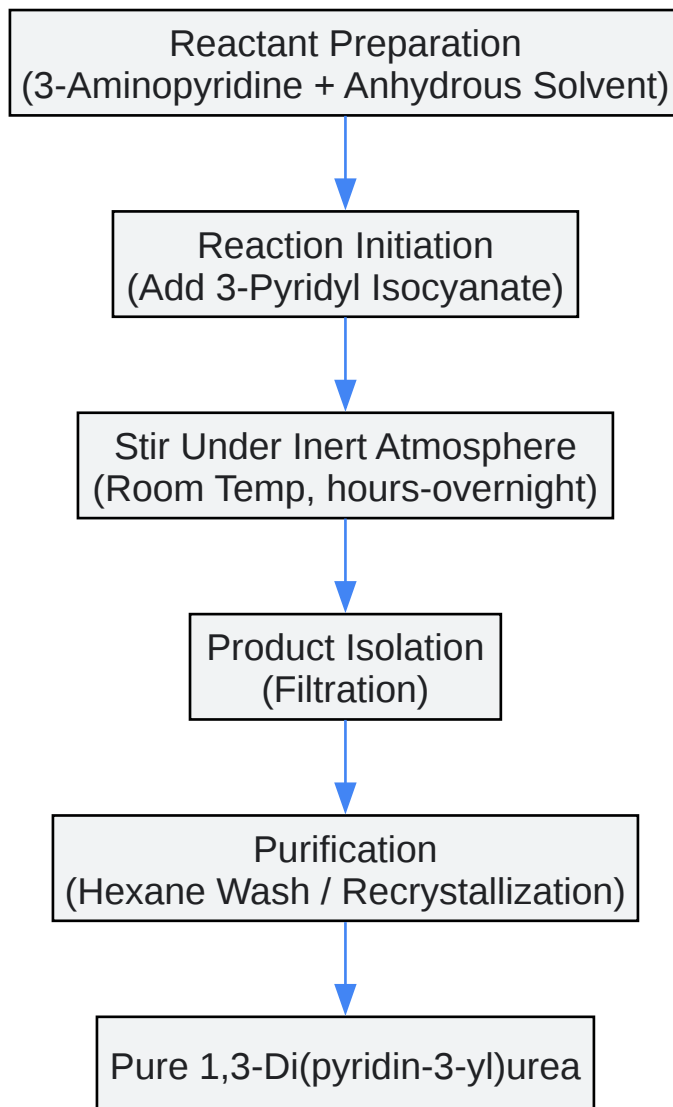 Reactant Preparation
(3-Aminopyridine + Anhydrous Solvent)
Reaction Initiation
(Add 3-Pyridyl Isocyanate)
Stir Under Inert Atmosphere
(Room Temp, hours-overnight)
Product Isolation
(Filtration)
Purification
(Hexane Wash / Recrystallization)
Pure 1,3-Di(pyridin-3-yl)urea